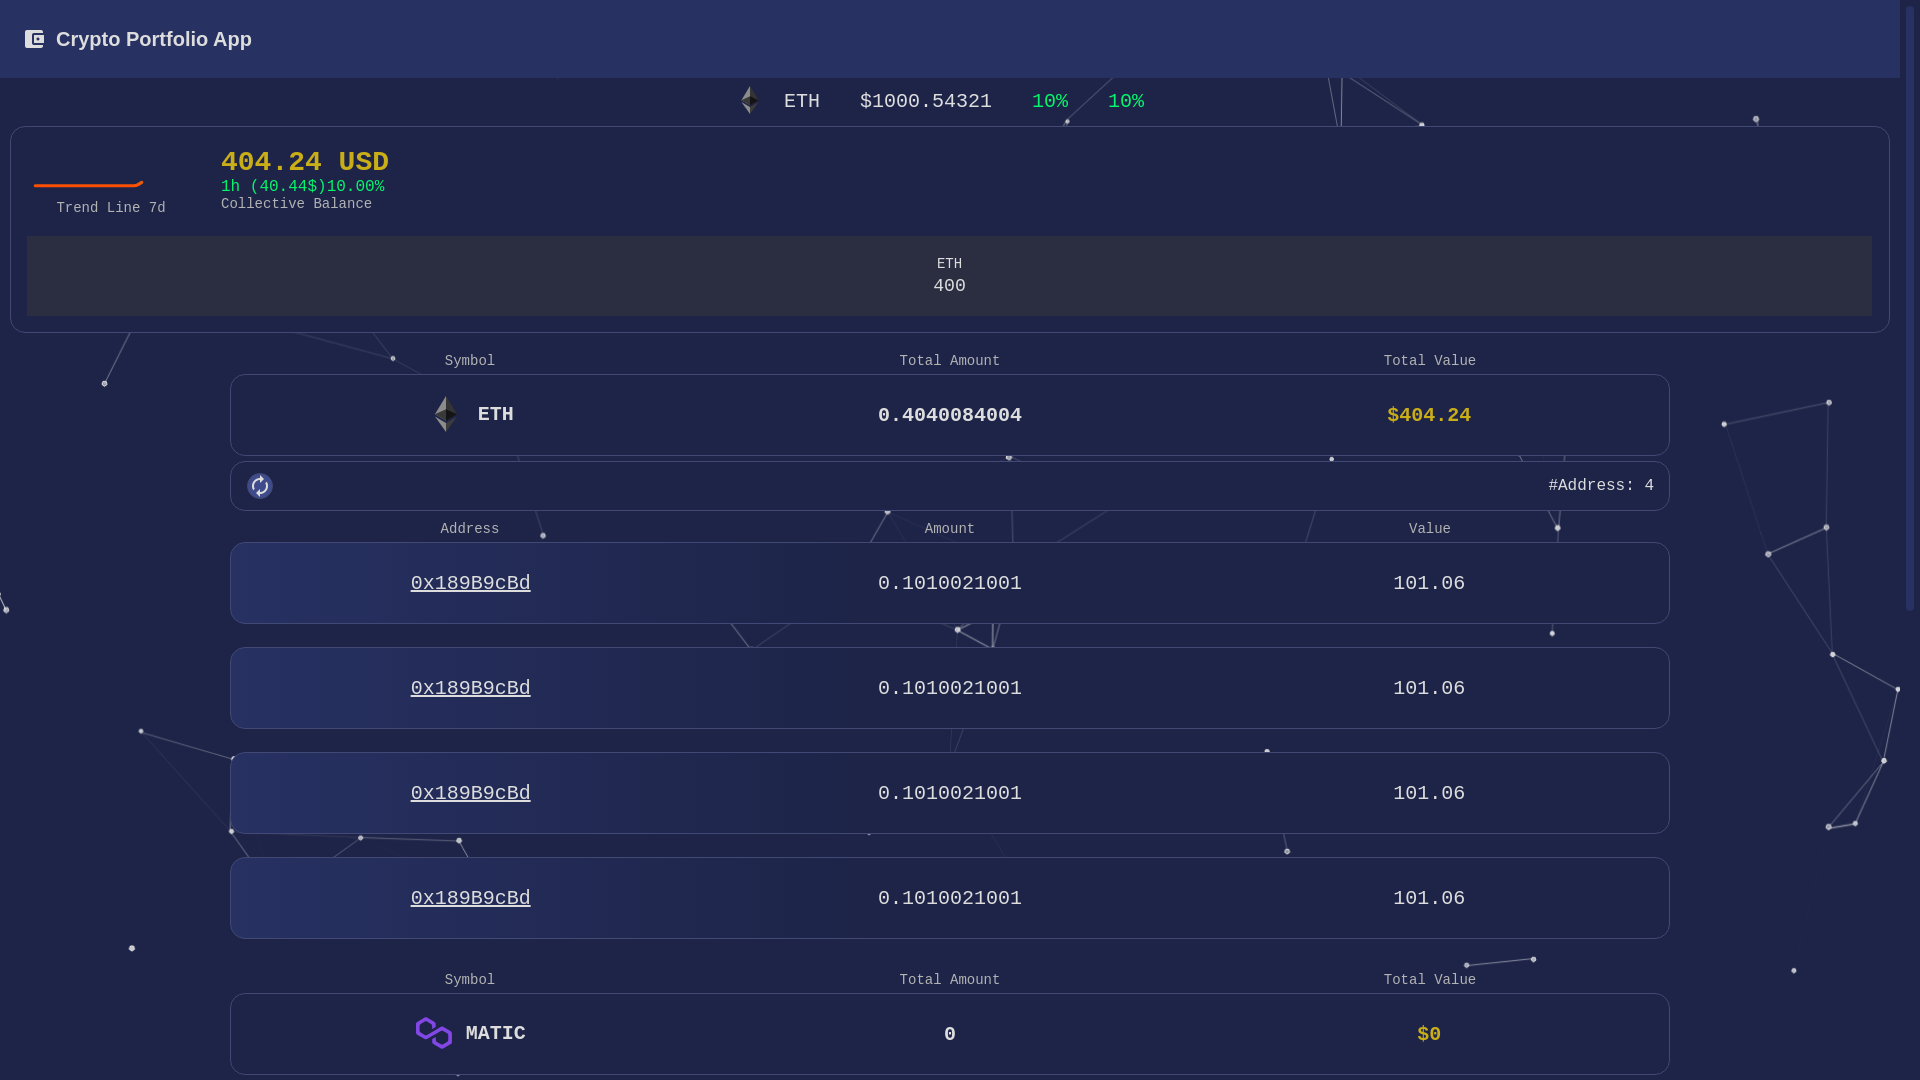 Crypto Portfolio App
ETH $1000.54321 10% 10%
404.24 USD
1h (40.44$)10.00%
Collective Balance
Trend Line 7d
ETH
400
Symbol Total Amount Total Value
ETH 0.4040084004 $404.24
#Address: 4
Address Amount Value
0x189B9cBd 0.1010021001 101.06
0x189B9cBd 0.1010021001 101.06
0x189B9cBd 0.1010021001 101.06
0x189B9cBd 0.1010021001 101.06
Symbol Total Amount Total Value
MATIC 0 $0